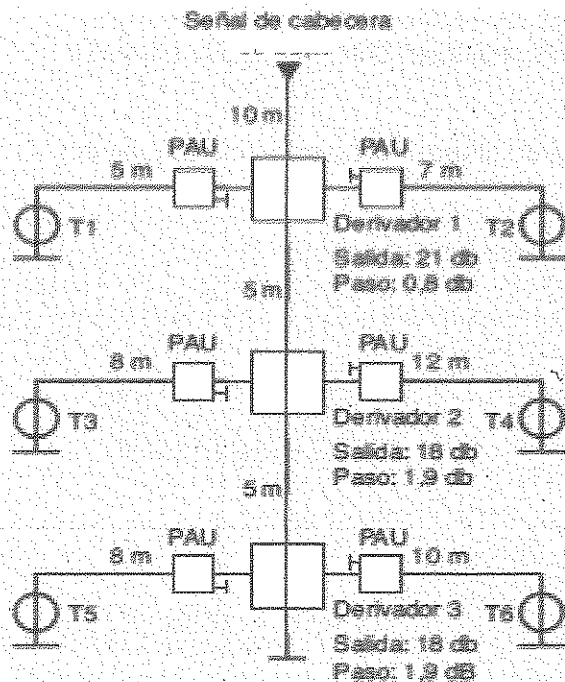 Señal de cabecera
10 m
PAU PAU
5 m 7 m
T1 Derivador 1 T2
Salida: 21 db
Paso: 0,8 db
5 m
PAU PAU
8 m 12 m
T3 Derivador 2 T4
Salida: 18 db
Paso: 1,9 db
5 m
PAU PAU
8 m 10 m
T5 Derivador 3 T6
Salida: 18 db
Paso: 1,9 dB